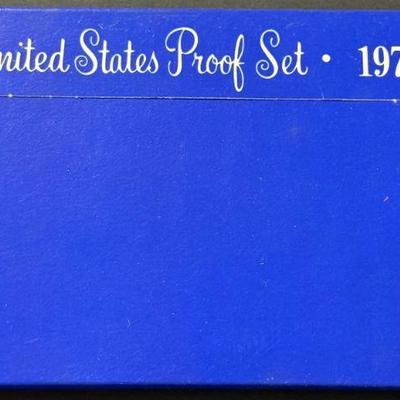 nited States Proof Set • 197